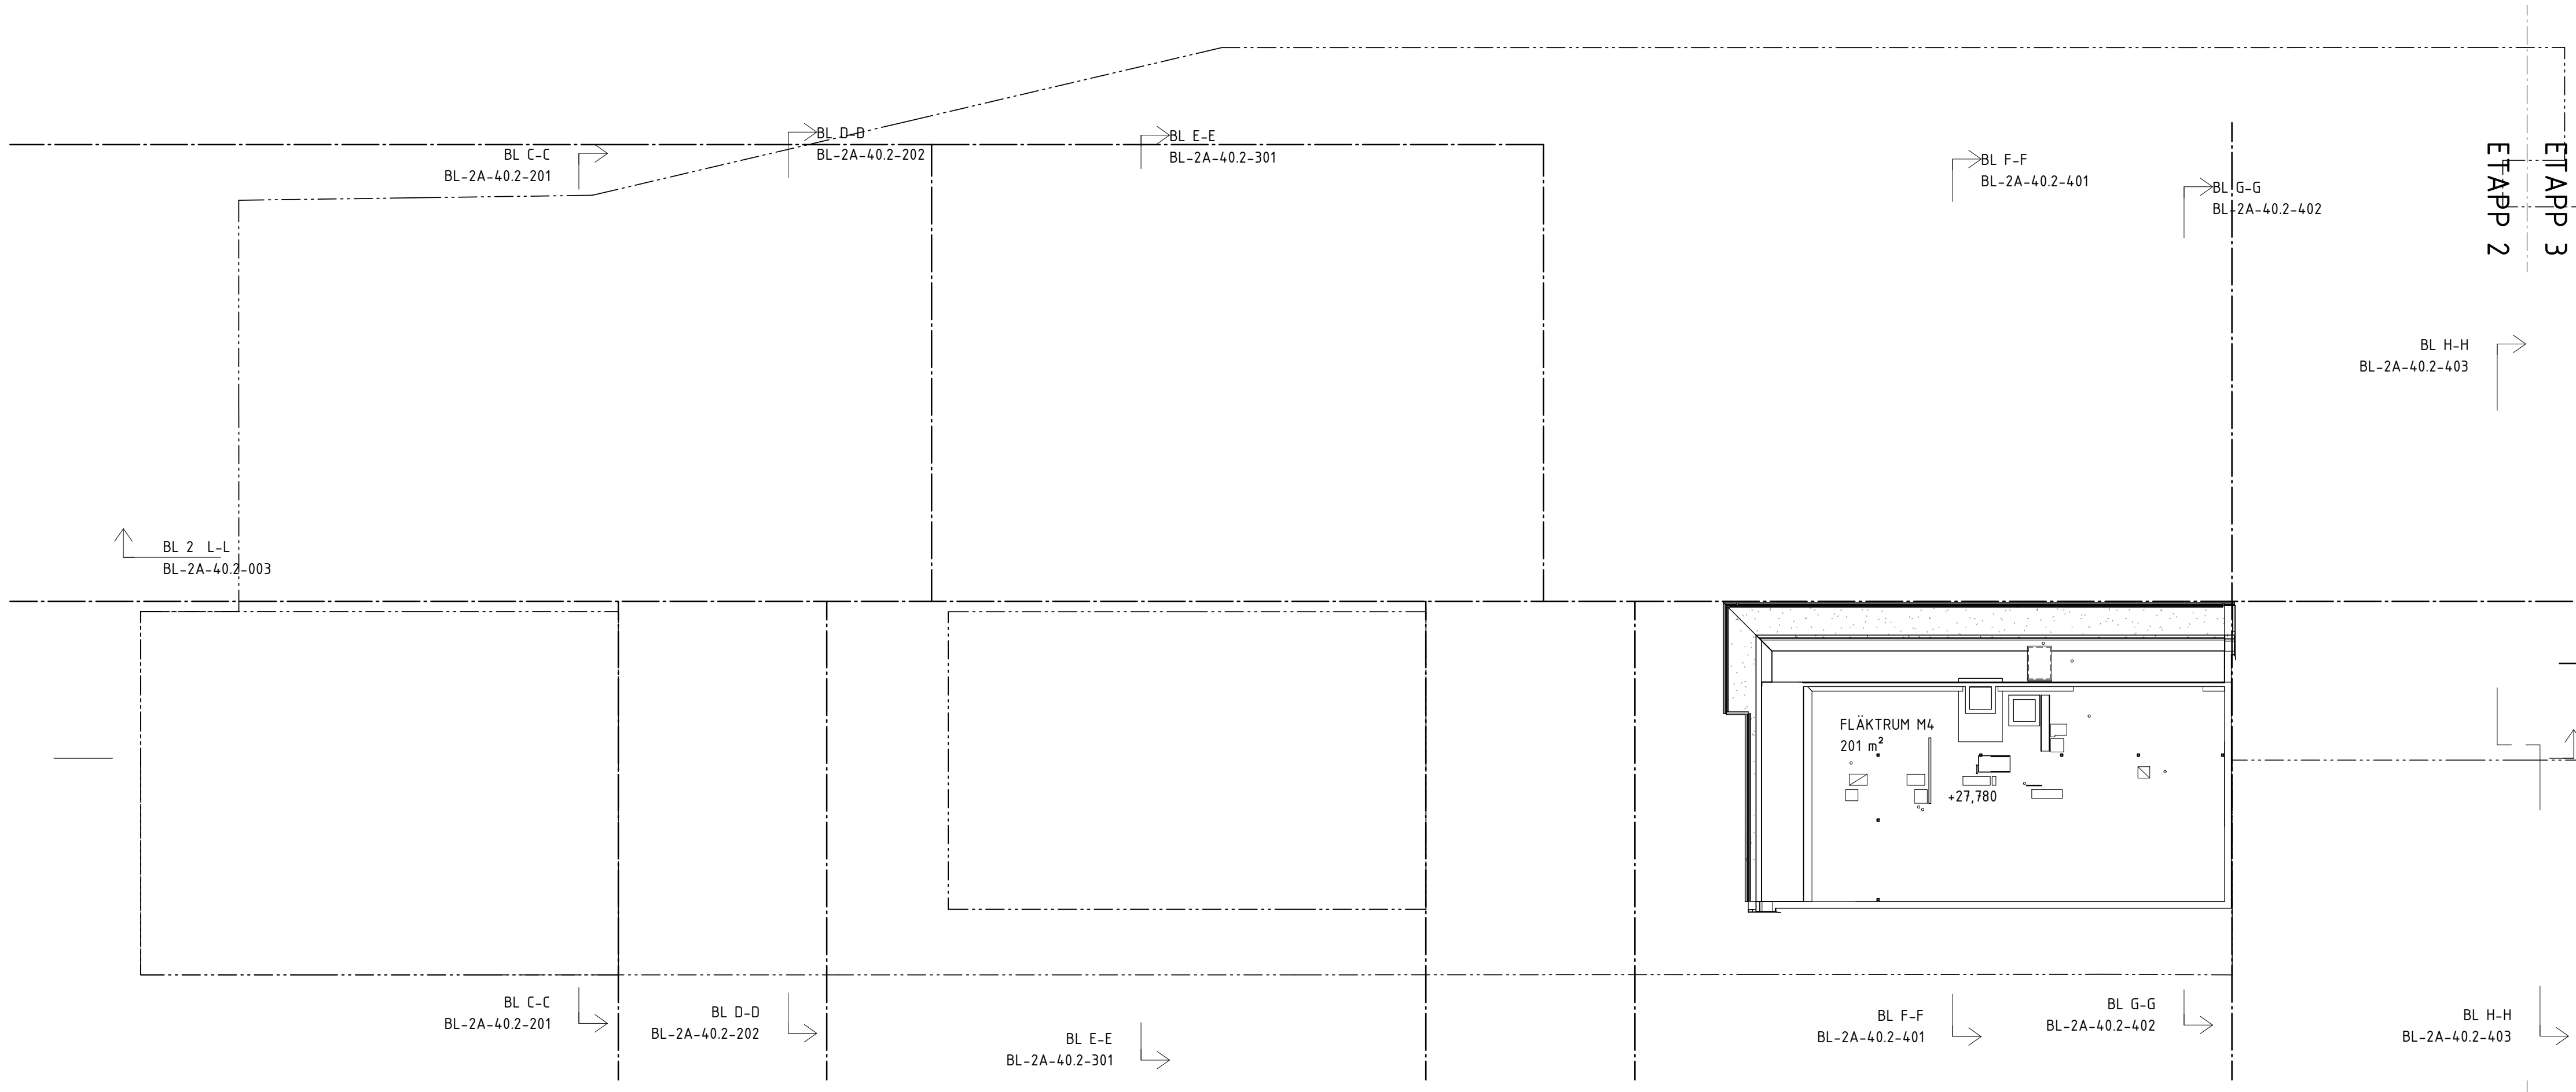 BL C-C
BL-2A-40.2-201
BL D-D
BL-2A-40.2-202
BL E-E
BL-2A-40.2-301
BL F-F
BL-2A-40.2-401
BL G-G
BL-2A-40.2-402
ETAPP 2
ETAPP 3
BL H-H
BL-2A-40.2-403
BL 2 L-L
BL-2A-40.2-003
FLÄKTRUM M4
201 m²
+27,780
BL C-C
BL-2A-40.2-201
BL D-D
BL-2A-40.2-202
BL E-E
BL-2A-40.2-301
BL F-F
BL-2A-40.2-401
BL G-G
BL-2A-40.2-402
BL H-H
BL-2A-40.2-403